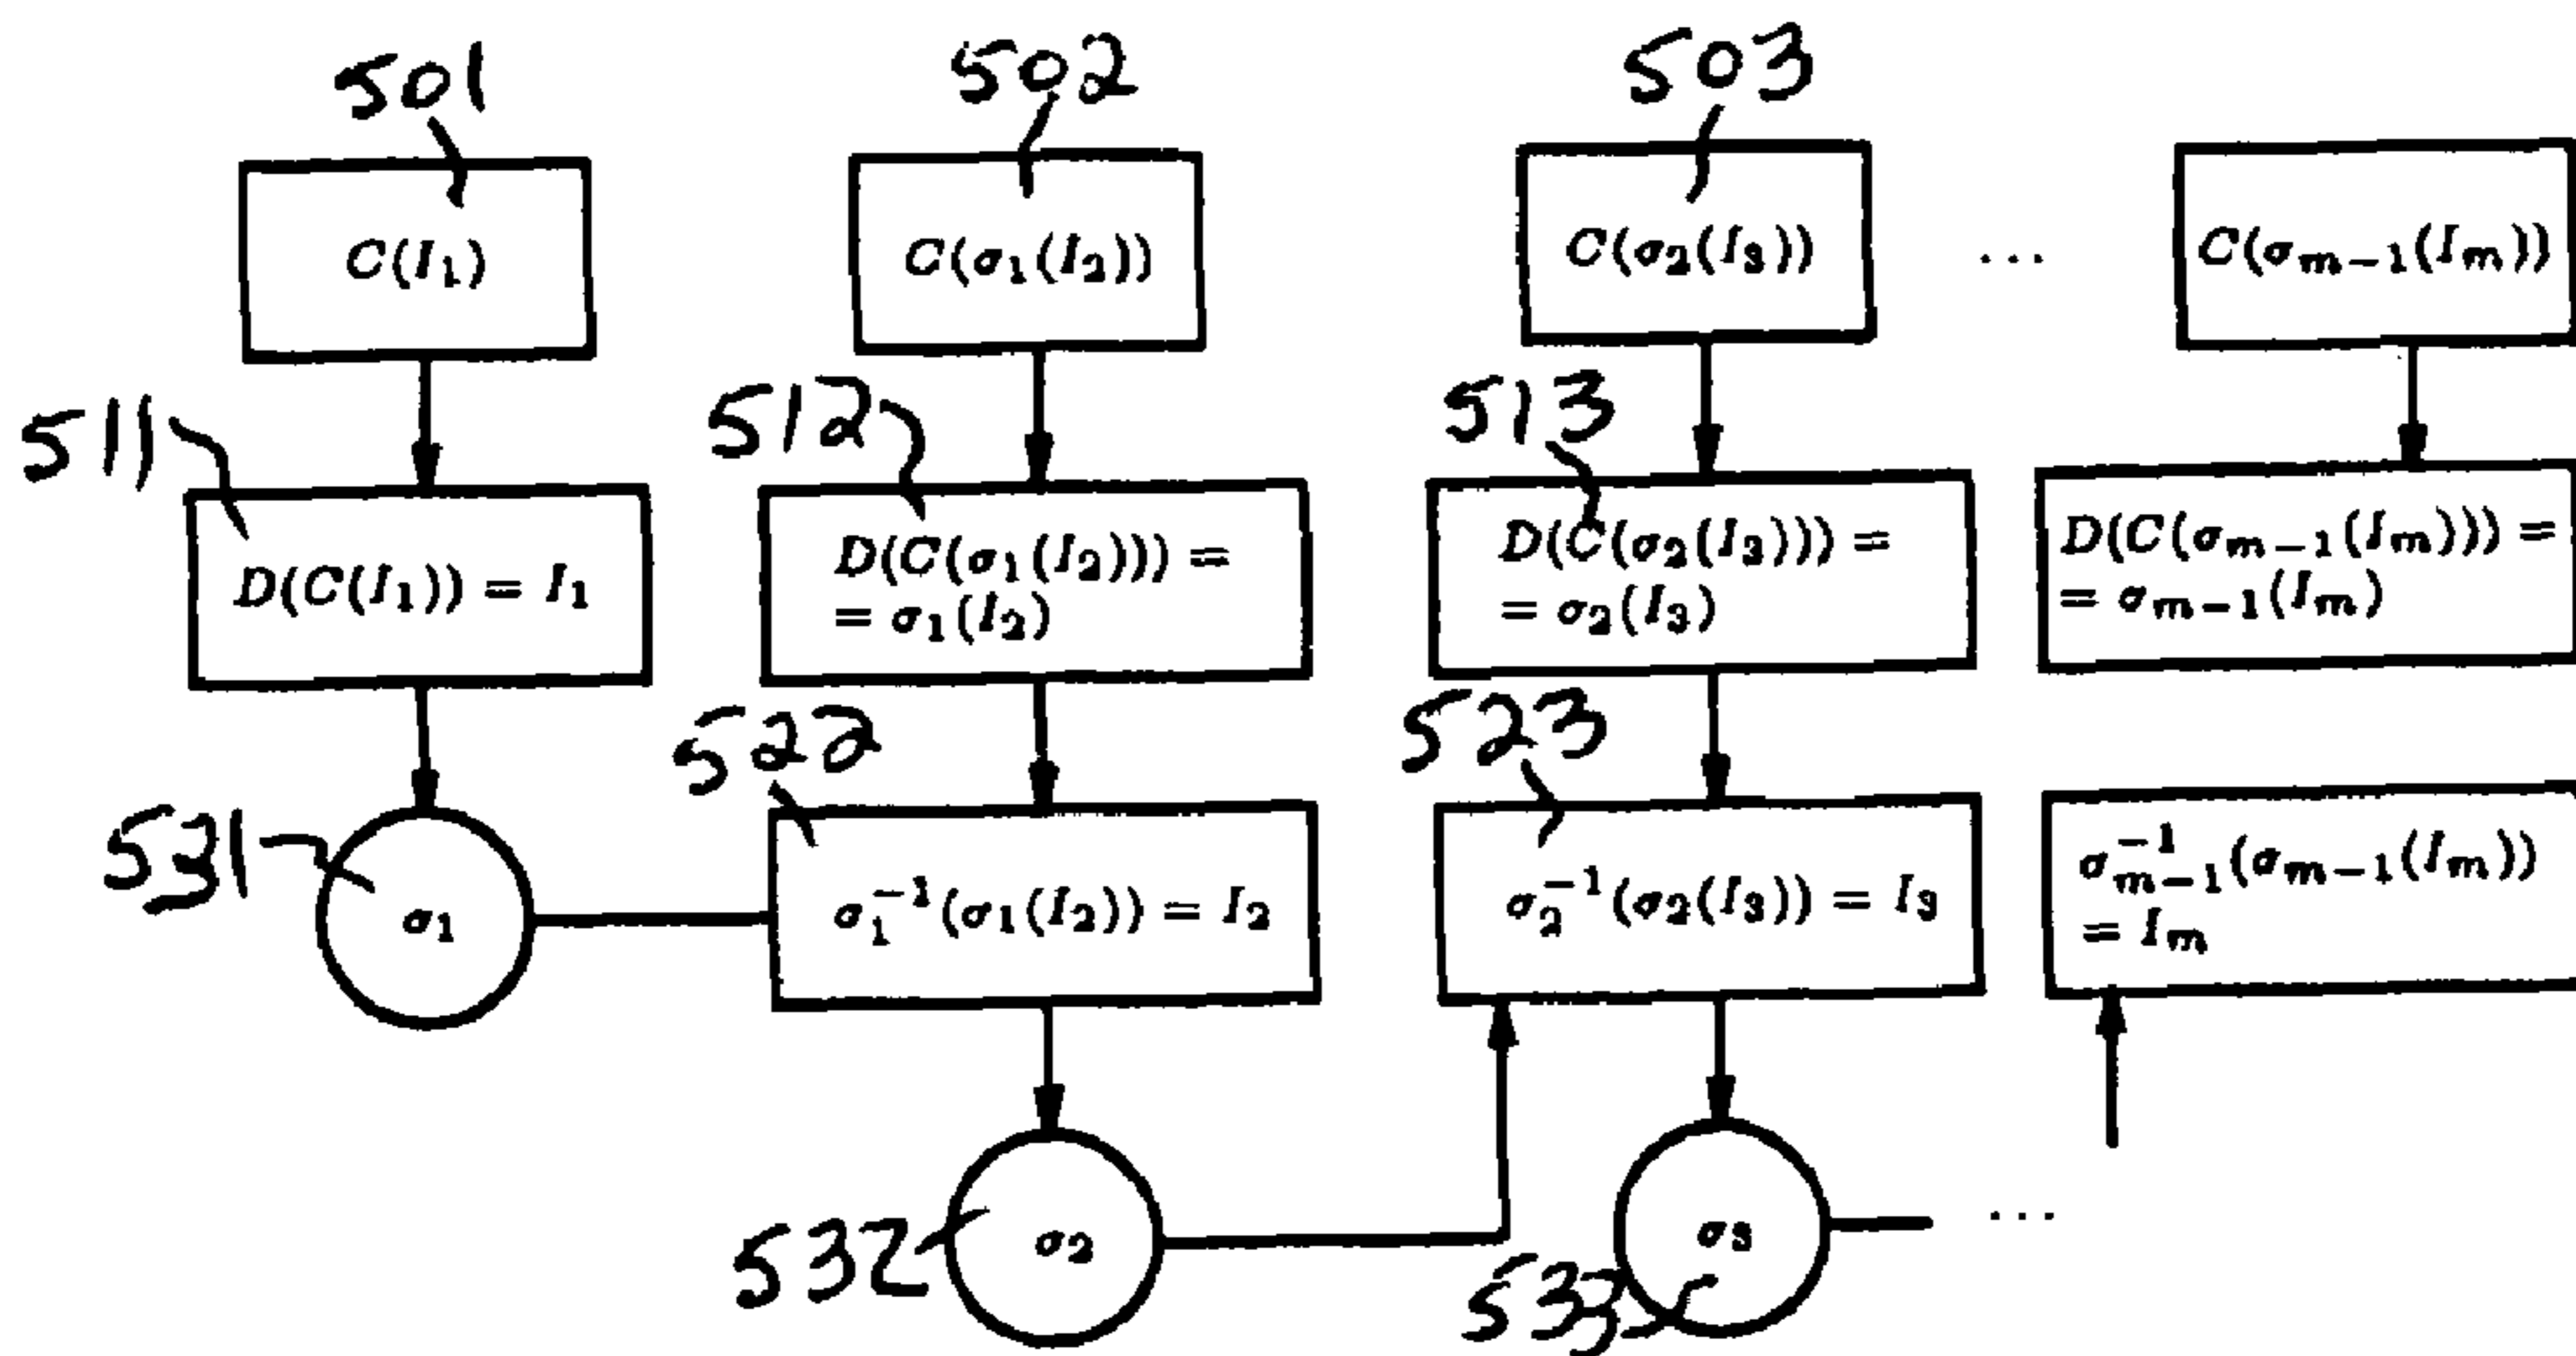 501
502
503
C(I₁)
C(σ₁(I₂))
C(σ₂(I₃))
...
C(σₘ₋₁(Iₘ))
511
512
513
D(C(I₁)) = I₁
D(C(σ₁(I₂))) =
= σ₁(I₂)
D(C(σ₂(I₃))) =
= σ₂(I₃)
D(C(σₘ₋₁(Iₘ))) =
= σₘ₋₁(Iₘ)
522
523
531
σ₁
σ₁⁻¹(σ₁(I₂)) = I₂
σ₂⁻¹(σ₂(I₃)) = I₃
σₘ₋₁⁻¹(σₘ₋₁(Iₘ))
= Iₘ
532
σ₂
533
σ₃
...